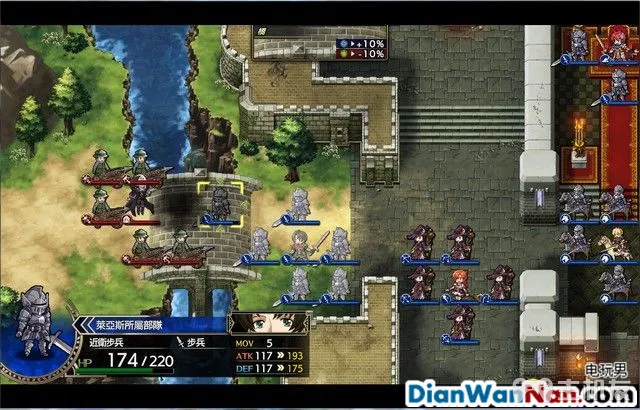 橋
+10%
-10%
萊亞斯所屬部隊
近衛步兵 步兵
HP 174/220
MOV 5
ATK 117 » 193
DEF 117 » 175
电玩男
DianWanNan.com